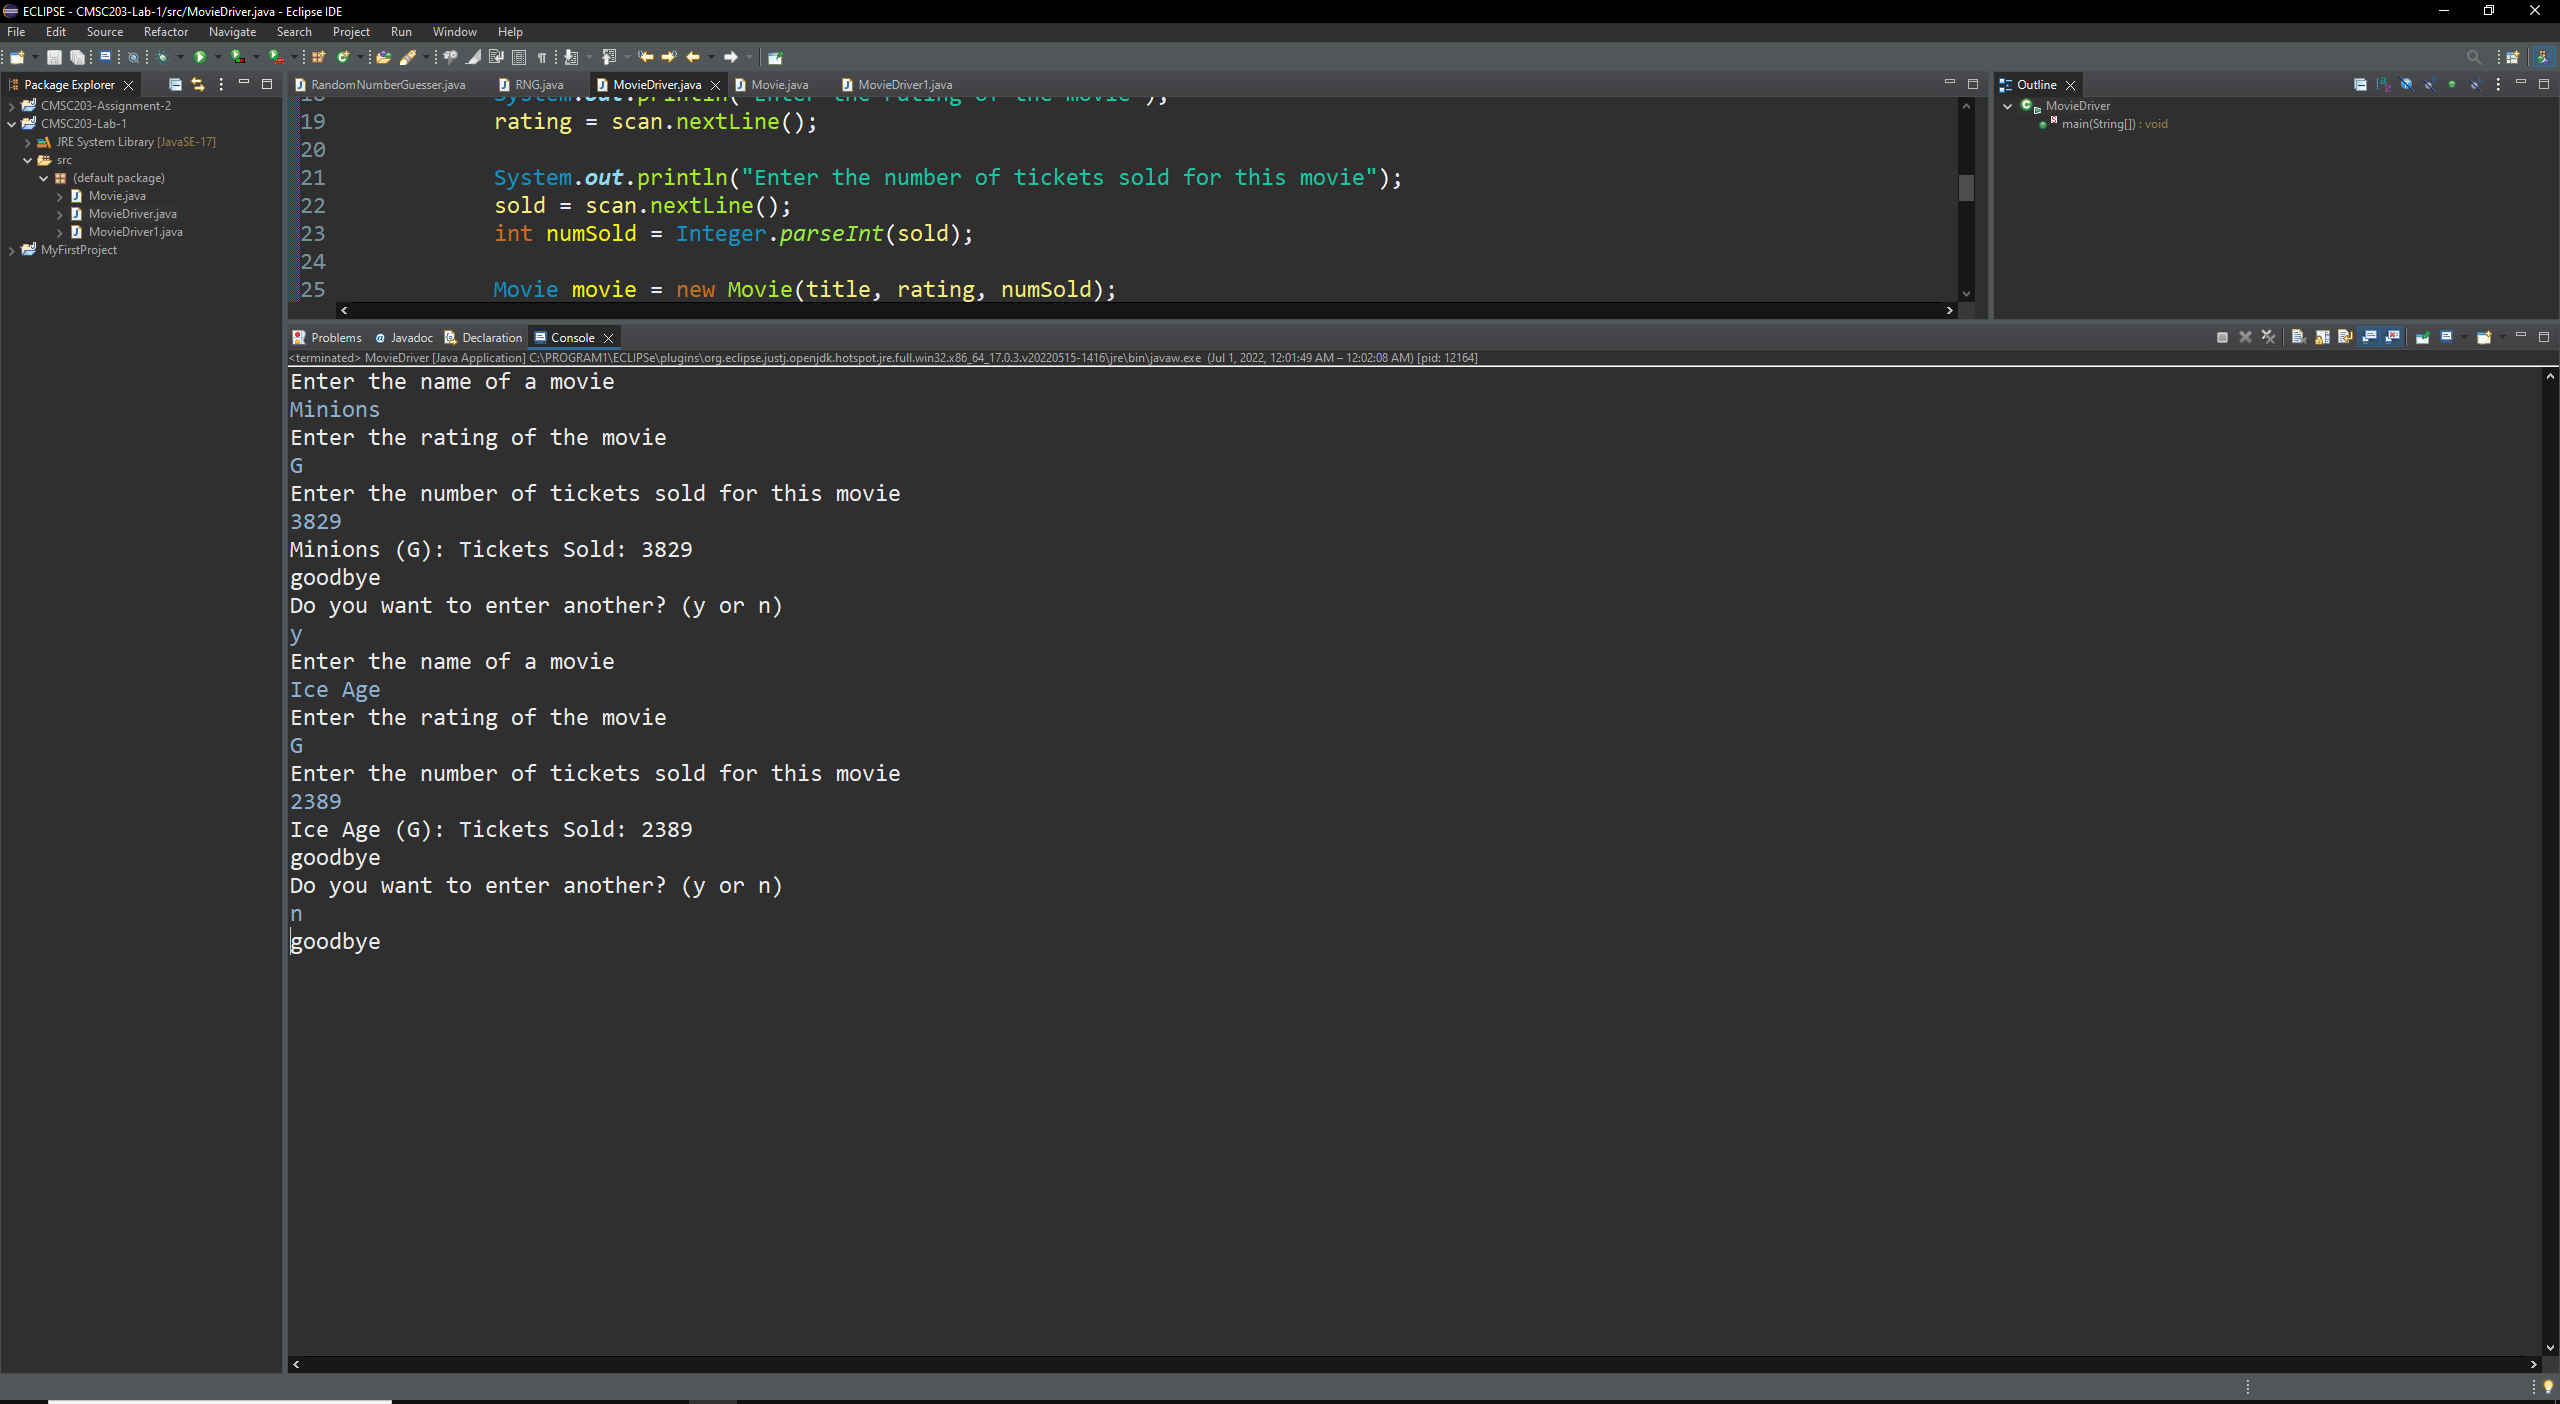 ECLIPSE - CMSC203-Lab-1/src/MovieDriver.java - Eclipse IDE
File Edit Source Refactor Navigate Search Project Run Window Help
Package Explorer
CMSC203-Assignment-2
CMSC203-Lab-1
JRE System Library [JavaSE-17]
src
(default package)
Movie.java
MovieDriver.java
MovieDriver1.java
MyFirstProject
RandomNumberGuesser.java RNG.java MovieDriver.java Movie.java MovieDriver1.java
18 System.out.println("Enter the rating of the movie");
19 rating = scan.nextLine();
20
21 System.out.println("Enter the number of tickets sold for this movie");
22 sold = scan.nextLine();
23 int numSold = Integer.parseInt(sold);
24
25 Movie movie = new Movie(title, rating, numSold);
Outline
MovieDriver
main(String[]) : void
Problems Javadoc Declaration Console
<terminated> MovieDriver [Java Application] C:\PROGRAM1\ECLIPSe\plugins\org.eclipse.justj.openjdk.hotspot.jre.full.win32.x86_64_17.0.3.v20220515-1416\jre\bin\javaw.exe (Jul 1, 2022, 12:01:49 AM – 12:02:08 AM) [pid: 12164]
Enter the name of a movie
Minions
Enter the rating of the movie
G
Enter the number of tickets sold for this movie
3829
Minions (G): Tickets Sold: 3829
goodbye
Do you want to enter another? (y or n)
y
Enter the name of a movie
Ice Age
Enter the rating of the movie
G
Enter the number of tickets sold for this movie
2389
Ice Age (G): Tickets Sold: 2389
goodbye
Do you want to enter another? (y or n)
n
goodbye